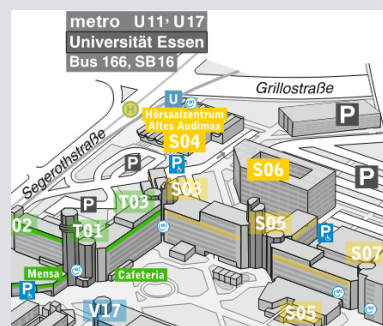 metro U11, U17
Universität Essen
Bus 166, SB16
Grillostraße
U
H
Hörsaalzentrum
Altes Audimax
S04
P
Segerothstraße
P
S03
S06
P
P
T03
02
T01
S05
P
S07
Mensa
Cafeteria
P
V17
S05